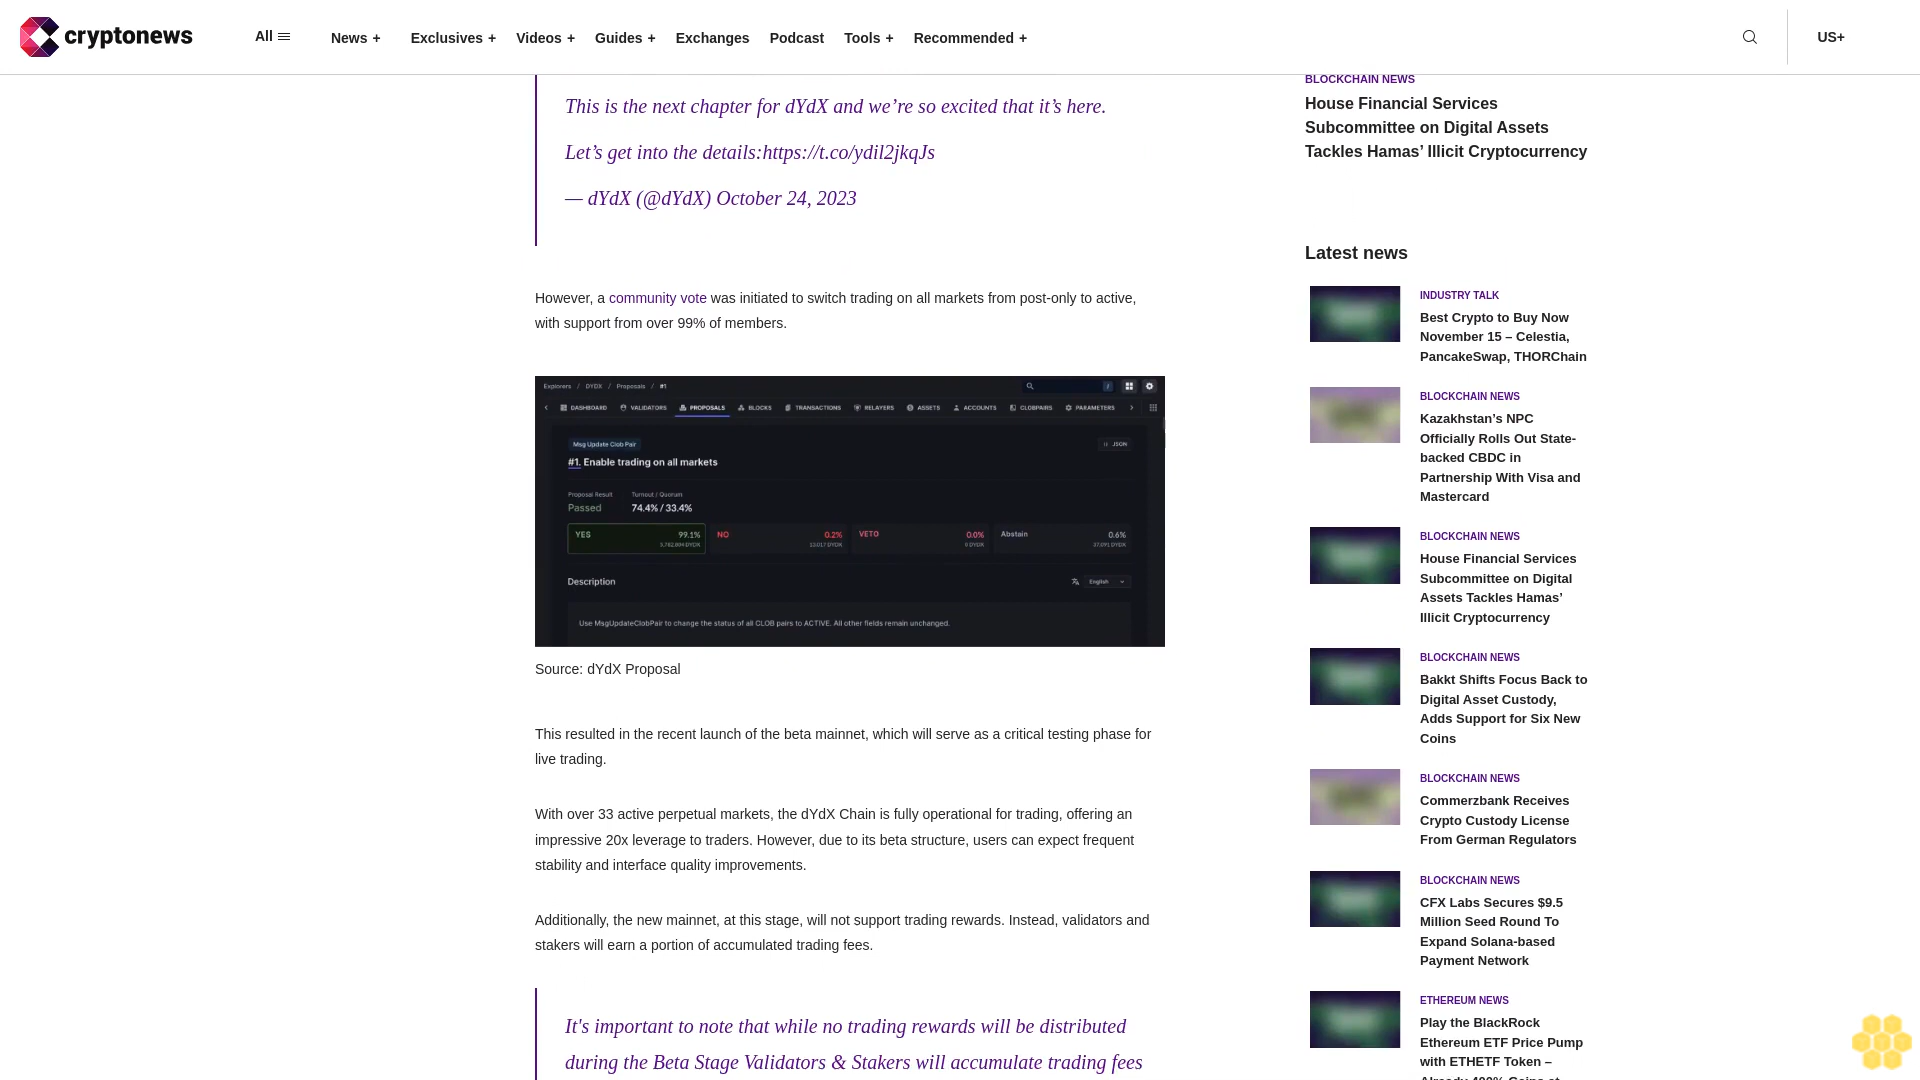 cryptonews
All
News +
Exclusives +
Videos +
Guides +
Exchanges
Podcast
Tools +
Recommended +
US+
This is the next chapter for dYdX and we’re so excited that it’s here.
Let’s get into the details:https://t.co/ydil2jkqJs
— dYdX (@dYdX) October 24, 2023
However, a community vote was initiated to switch trading on all markets from post-only to active,
with support from over 99% of members.
Explorers / DYDX / Proposals / #1
/
DASHBOARD
VALIDATORS
PROPOSALS
BLOCKS
TRANSACTIONS
RELAYERS
ASSETS
ACCOUNTS
CLOBPAIRS
PARAMETERS
Msg Update Clob Pair
JSON
#1. Enable trading on all markets
Proposal Result
Turnout / Quorum
Passed
74.4% / 33.4%
YES 99.1%
NO 0.2%
VETO 0.0%
Abstain 0.6%
0 DYDX
Description
English
Use MsgUpdateClobPair to change the status of all CLOB pairs to ACTIVE. All other fields remain unchanged.
Source: dYdX Proposal
This resulted in the recent launch of the beta mainnet, which will serve as a critical testing phase for
live trading.
With over 33 active perpetual markets, the dYdX Chain is fully operational for trading, offering an
impressive 20x leverage to traders. However, due to its beta structure, users can expect frequent
stability and interface quality improvements.
Additionally, the new mainnet, at this stage, will not support trading rewards. Instead, validators and
stakers will earn a portion of accumulated trading fees.
It's important to note that while no trading rewards will be distributed
during the Beta Stage Validators & Stakers will accumulate trading fees
BLOCKCHAIN NEWS
House Financial Services
Subcommittee on Digital Assets
Tackles Hamas’ Illicit Cryptocurrency
Latest news
INDUSTRY TALK
Best Crypto to Buy Now
November 15 – Celestia,
PancakeSwap, THORChain
BLOCKCHAIN NEWS
Kazakhstan’s NPC
Officially Rolls Out State-
backed CBDC in
Partnership With Visa and
Mastercard
BLOCKCHAIN NEWS
House Financial Services
Subcommittee on Digital
Assets Tackles Hamas’
Illicit Cryptocurrency
BLOCKCHAIN NEWS
Bakkt Shifts Focus Back to
Digital Asset Custody,
Adds Support for Six New
Coins
BLOCKCHAIN NEWS
Commerzbank Receives
Crypto Custody License
From German Regulators
BLOCKCHAIN NEWS
CFX Labs Secures $9.5
Million Seed Round To
Expand Solana-based
Payment Network
ETHEREUM NEWS
Play the BlackRock
Ethereum ETF Price Pump
with ETHETF Token –
Already 400% Gains at